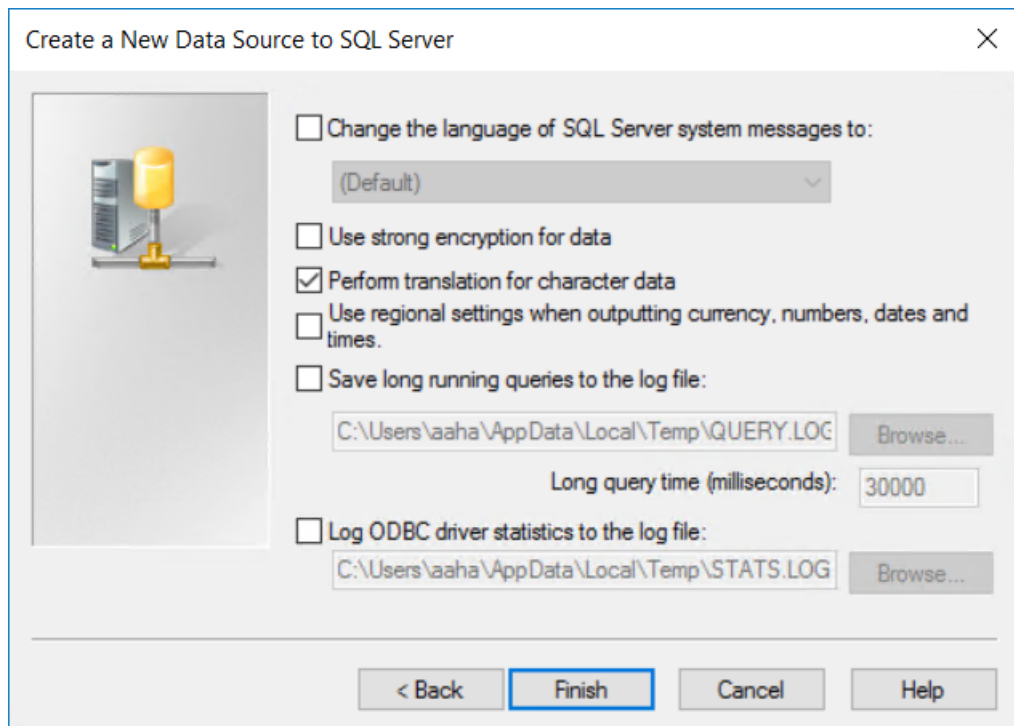 Create a New Data Source to SQL Server
Change the language of SQL Server system messages to:
(Default)
Use strong encryption for data
Perform translation for character data
Use regional settings when outputting currency, numbers, dates and
times.
Save long running queries to the log file:
C:\Users\aaha\AppData\Local\Temp\QUERY.LOG
Browse...
Long query time (milliseconds):
30000
Log ODBC driver statistics to the log file:
C:\Users\aaha\AppData\Local\Temp\STATS.LOG
Browse...
< Back
Finish
Cancel
Help